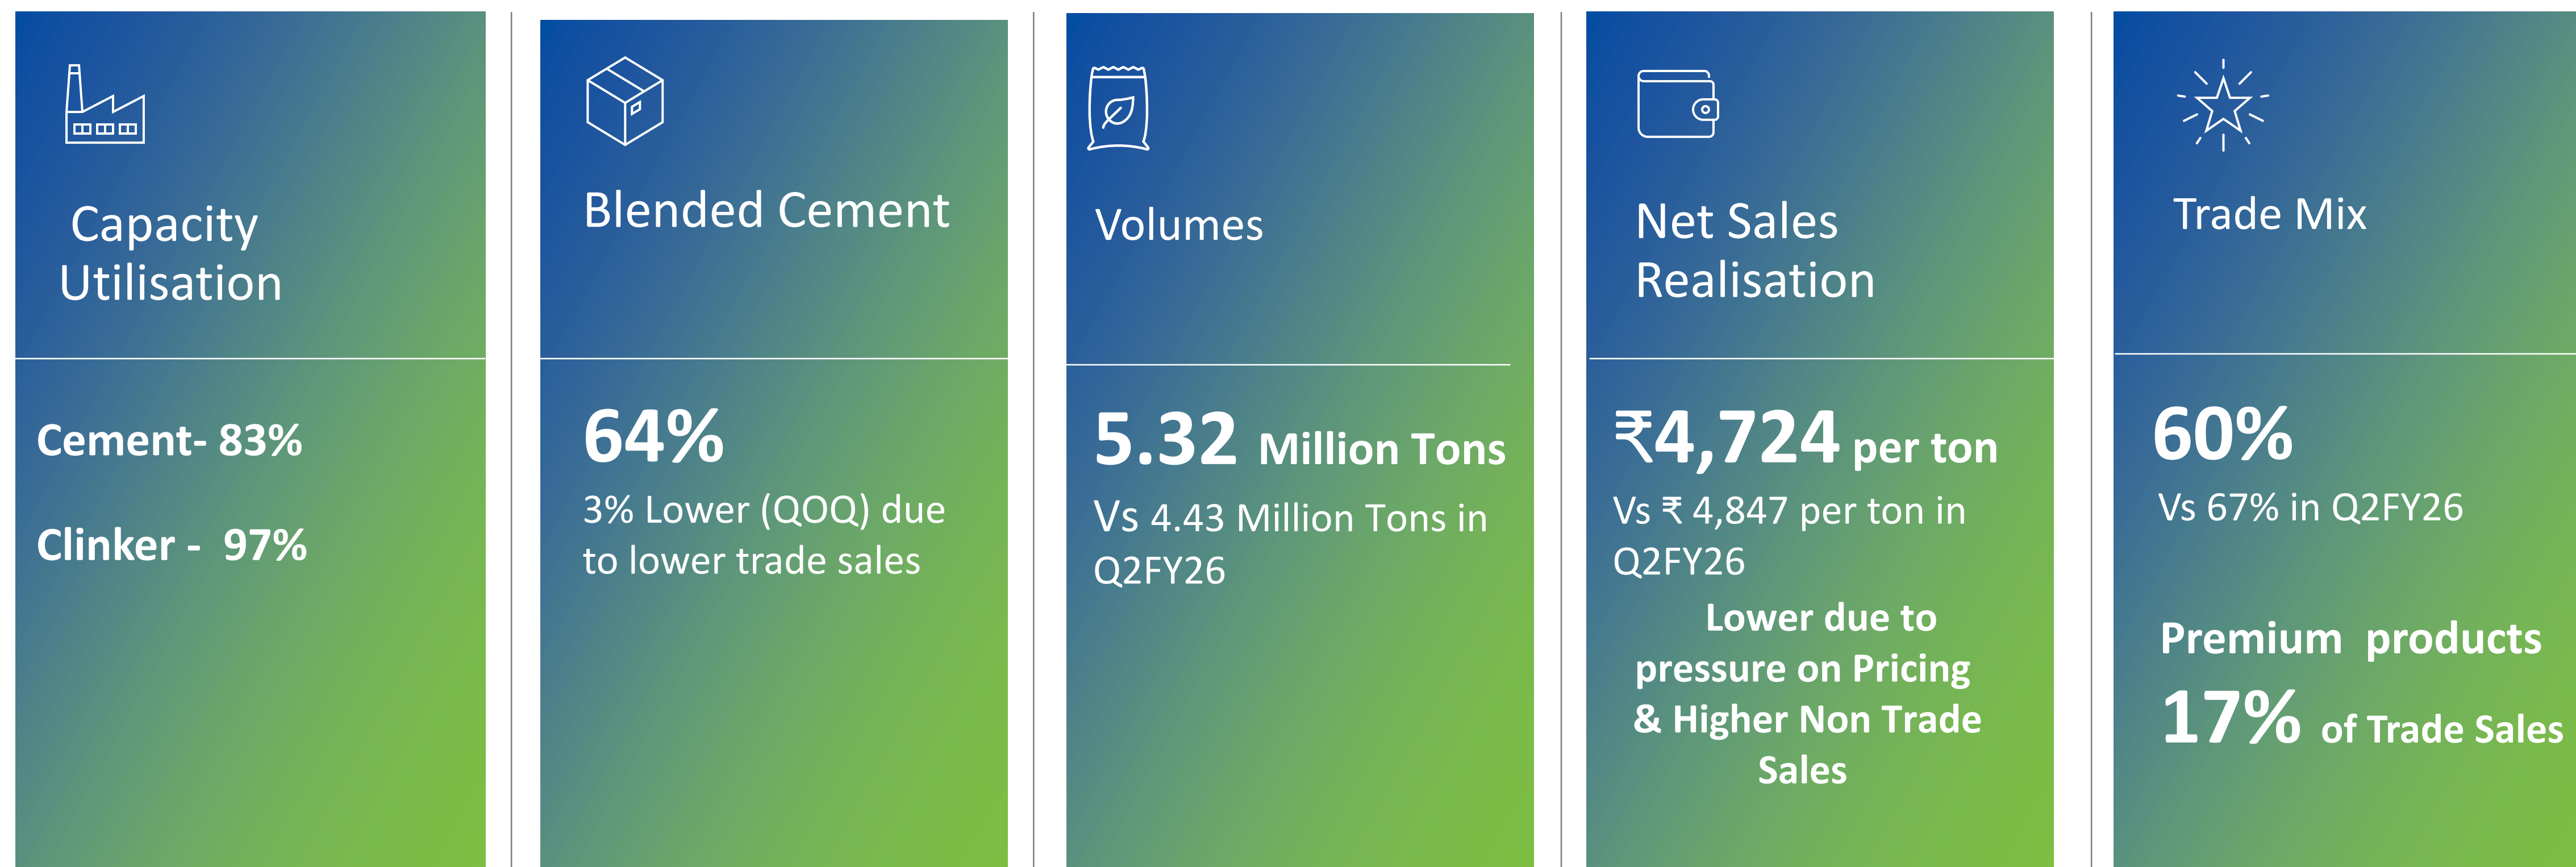 Capacity
Utilisation
Cement- 83%
Clinker - 97%
Blended Cement
64%
3% Lower (QOQ) due
to lower trade sales
Volumes
5.32 Million Tons
Vs 4.43 Million Tons in
Q2FY26
Net Sales
Realisation
₹4,724 per ton
Vs ₹ 4,847 per ton in
Q2FY26
Lower due to
pressure on Pricing
& Higher Non Trade
Sales
Trade Mix
60%
Vs 67% in Q2FY26
Premium products
17% of Trade Sales